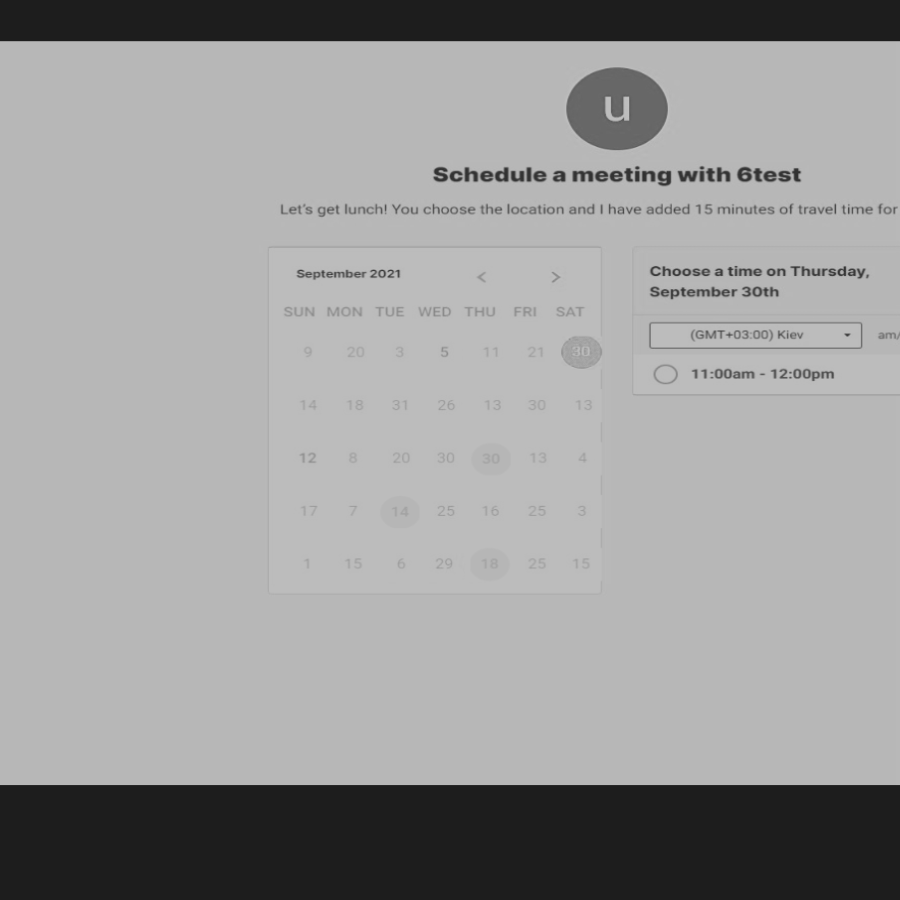 u
Schedule a meeting with 6test
Let's get lunch! You choose the location and I have added 15 minutes of travel time for
September 2021 < >
SUN MON TUE WED THU FRI SAT
9 20 3 5 11 21 30
14 18 31 26 13 30 13
12 8 20 30 30 13 4
17 7 14 25 16 25 3
1 15 6 29 18 25 15
Choose a time on Thursday,
September 30th
(GMT+03:00) Kiev am/
11:00am - 12:00pm